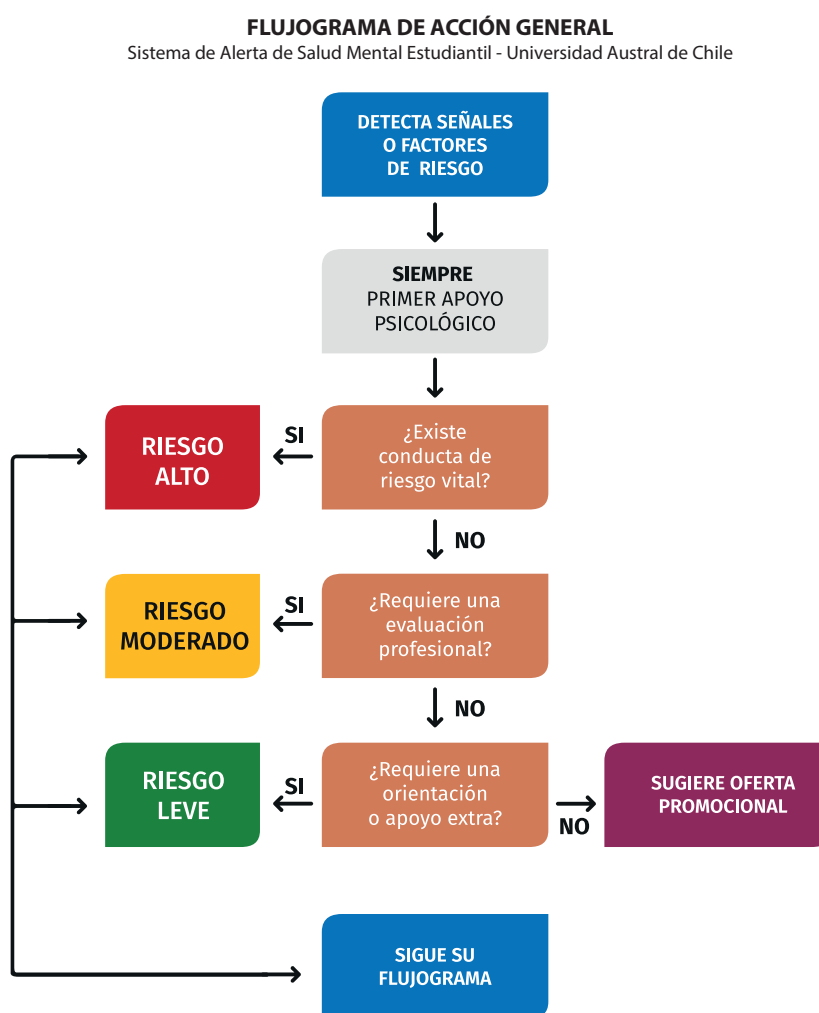 FLUJOGRAMA DE ACCIÓN GENERAL
Sistema de Alerta de Salud Mental Estudiantil - Universidad Austral de Chile
DETECTA SEÑALES
O FACTORES
DE RIESGO
SIEMPRE
PRIMER APOYO
PSICOLÓGICO
RIESGO
ALTO
SI
¿Existe
conducta de
riesgo vital?
NO
RIESGO
MODERADO
SI
¿Requiere una
evaluación
profesional?
NO
RIESGO
LEVE
SI
¿Requiere una
orientación
o apoyo extra?
NO
SUGIERE OFERTA
PROMOCIONAL
SIGUE SU
FLUJOGRAMA